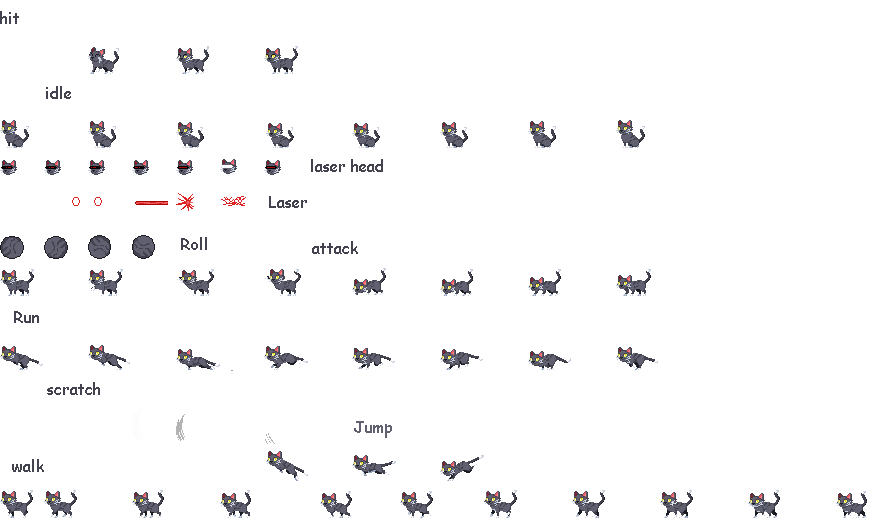 hit
idle
laser head
Laser
Roll
attack
Run
scratch
Jump
walk